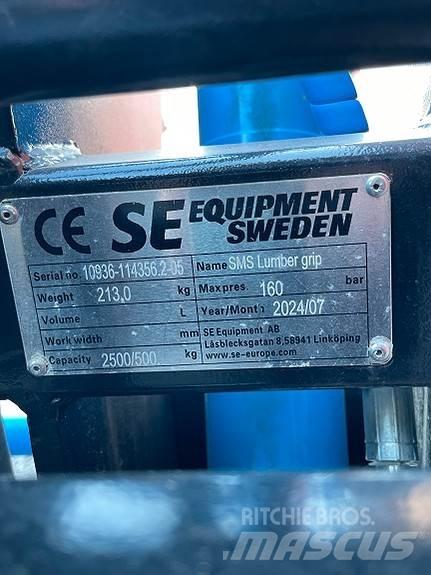 CE SE EQUIPMENT SWEDEN
Serial no. 10936-114356.2-05 Name SMS Lumber grip
Weight 213,0 kg Max pres. 160 bar
Volume L Year/Month 2024/07
Work width mm SE Equipment AB
Låsblecksgatan 8,58941 Linköping
Capacity 2500/500 kg www.se-europe.com
RITCHIE BROS.
MASCUS